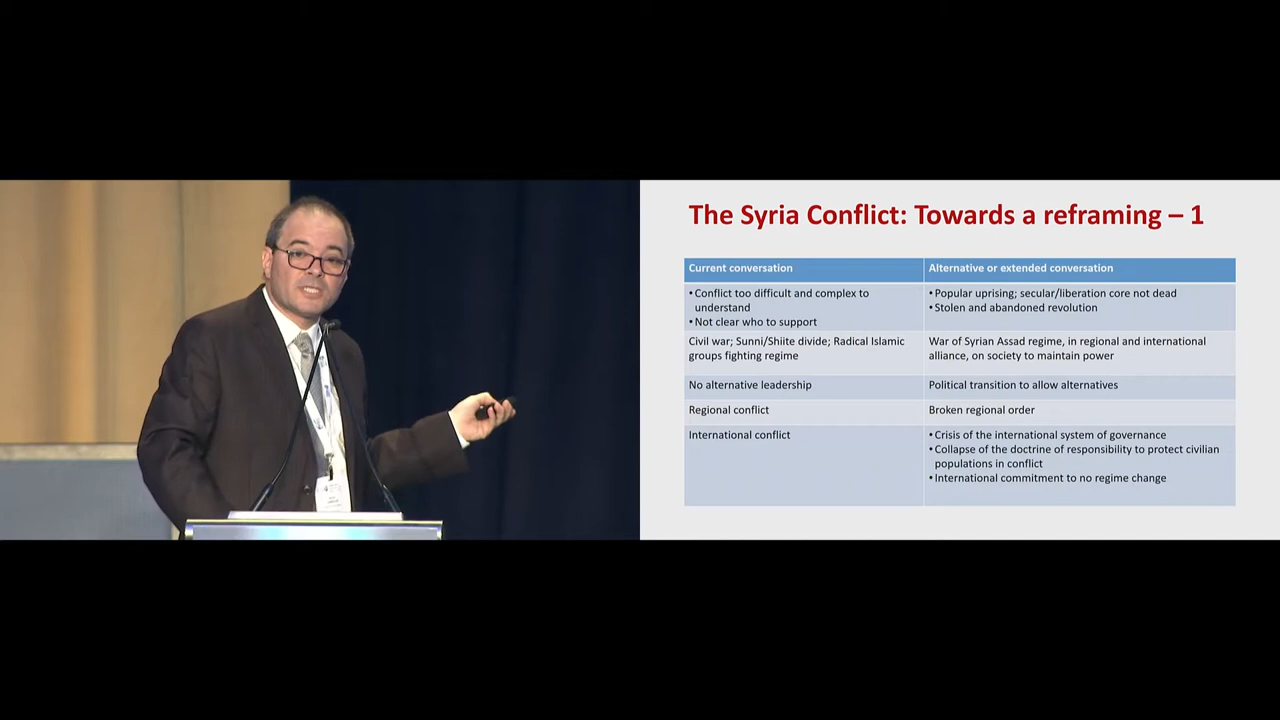 The Syria Conflict: Towards a reframing – 1
Current conversation
Alternative or extended conversation
• Conflict too difficult and complex to
understand
• Not clear who to support
• Popular uprising; secular/liberation core not dead
• Stolen and abandoned revolution
Civil war; Sunni/Shiite divide; Radical Islamic
groups fighting regime
War of Syrian Assad regime, in regional and international
alliance, on society to maintain power
No alternative leadership
Political transition to allow alternatives
Regional conflict
Broken regional order
International conflict
• Crisis of the international system of governance
• Collapse of the doctrine of responsibility to protect civilian
populations in conflict
• International commitment to no regime change